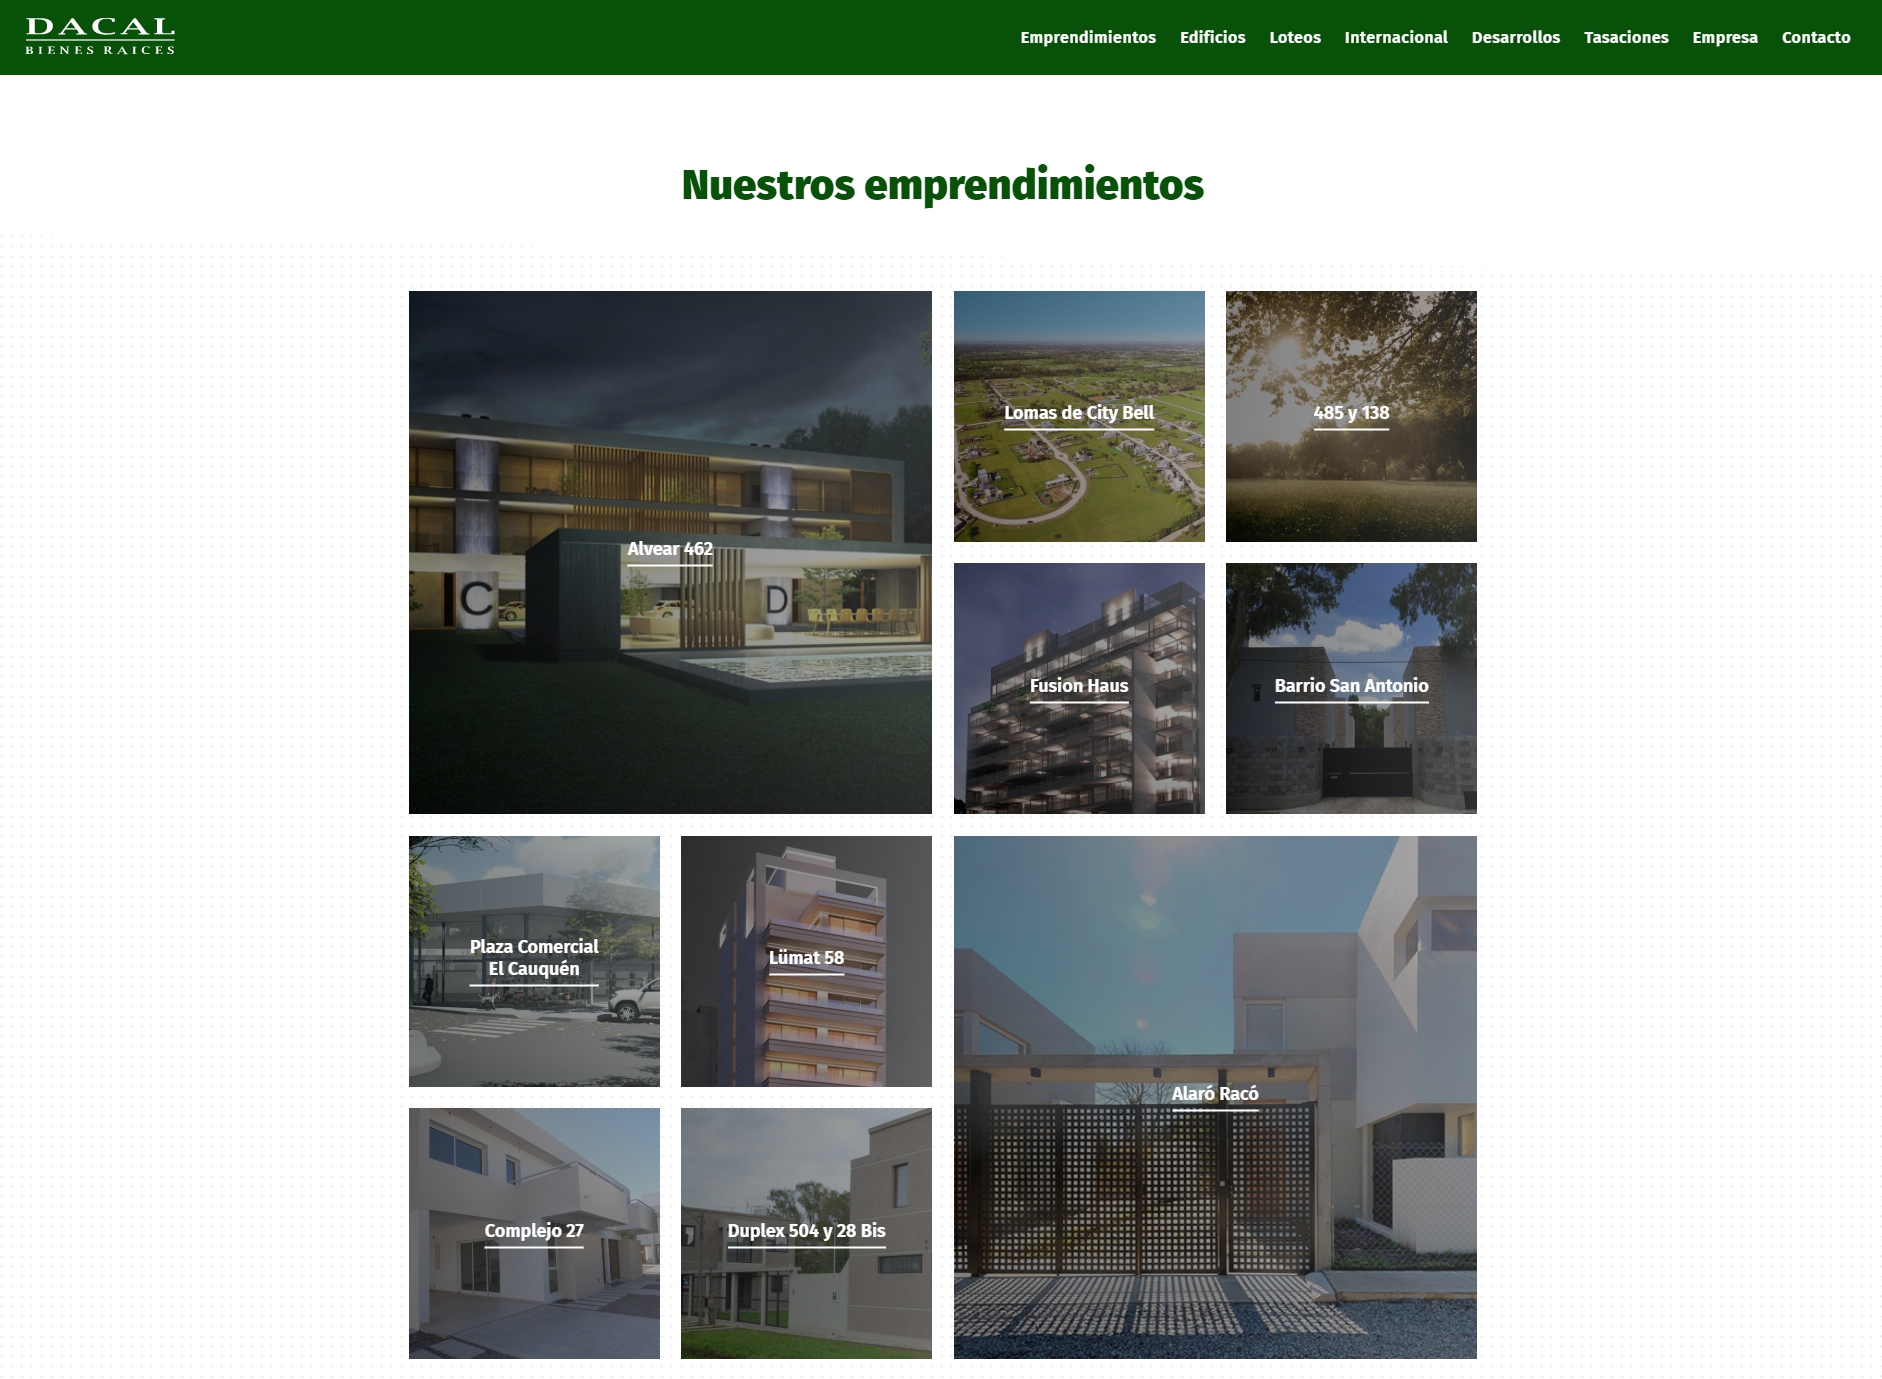 DACAL
BIENES RAICES
Emprendimientos
Edificios
Loteos
Internacional
Desarrollos
Tasaciones
Empresa
Contacto
Nuestros emprendimientos
Alvear 462
C
D
Lomas de City Bell
485 y 138
Fusion Haus
Barrio San Antonio
Plaza Comercial
El Cauquén
Lümat 58
Alaró Racó
Complejo 27
Duplex 504 y 28 Bis